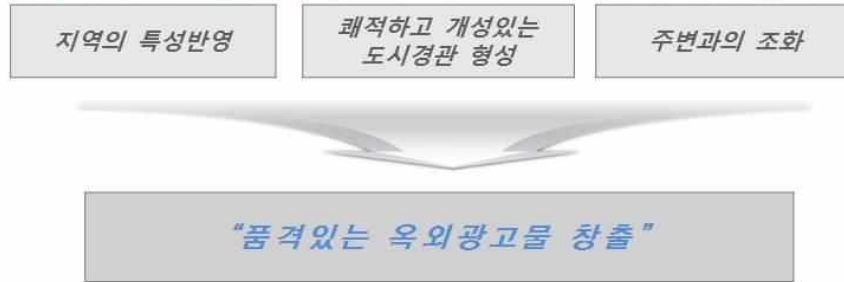 지역의 특성반영
쾌적하고 개성있는
도시경관 형성
주변과의 조화
“품격있는 옥외광고물 창출”